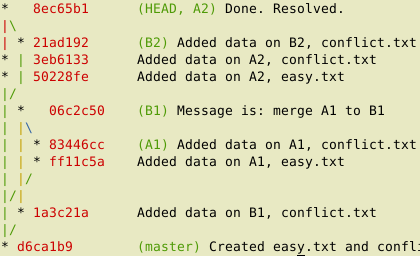 *   8ec65b1      (HEAD, A2) Done. Resolved.
|\
| * 21ad192      (B2) Added data on B2, conflict.txt
* | 3eb6133      Added data on A2, conflict.txt
* | 50228fe      Added data on A2, easy.txt
|/
| *   06c2c50    (B1) Message is: merge A1 to B1
| |\
| | * 83446cc    (A1) Added data on A1, conflict.txt
| | * ff11c5a    Added data on A1, easy.txt
| |/
|/|
| * 1a3c21a      Added data on B1, conflict.txt
|/
* d6ca1b9        (master) Created easy.txt and confli